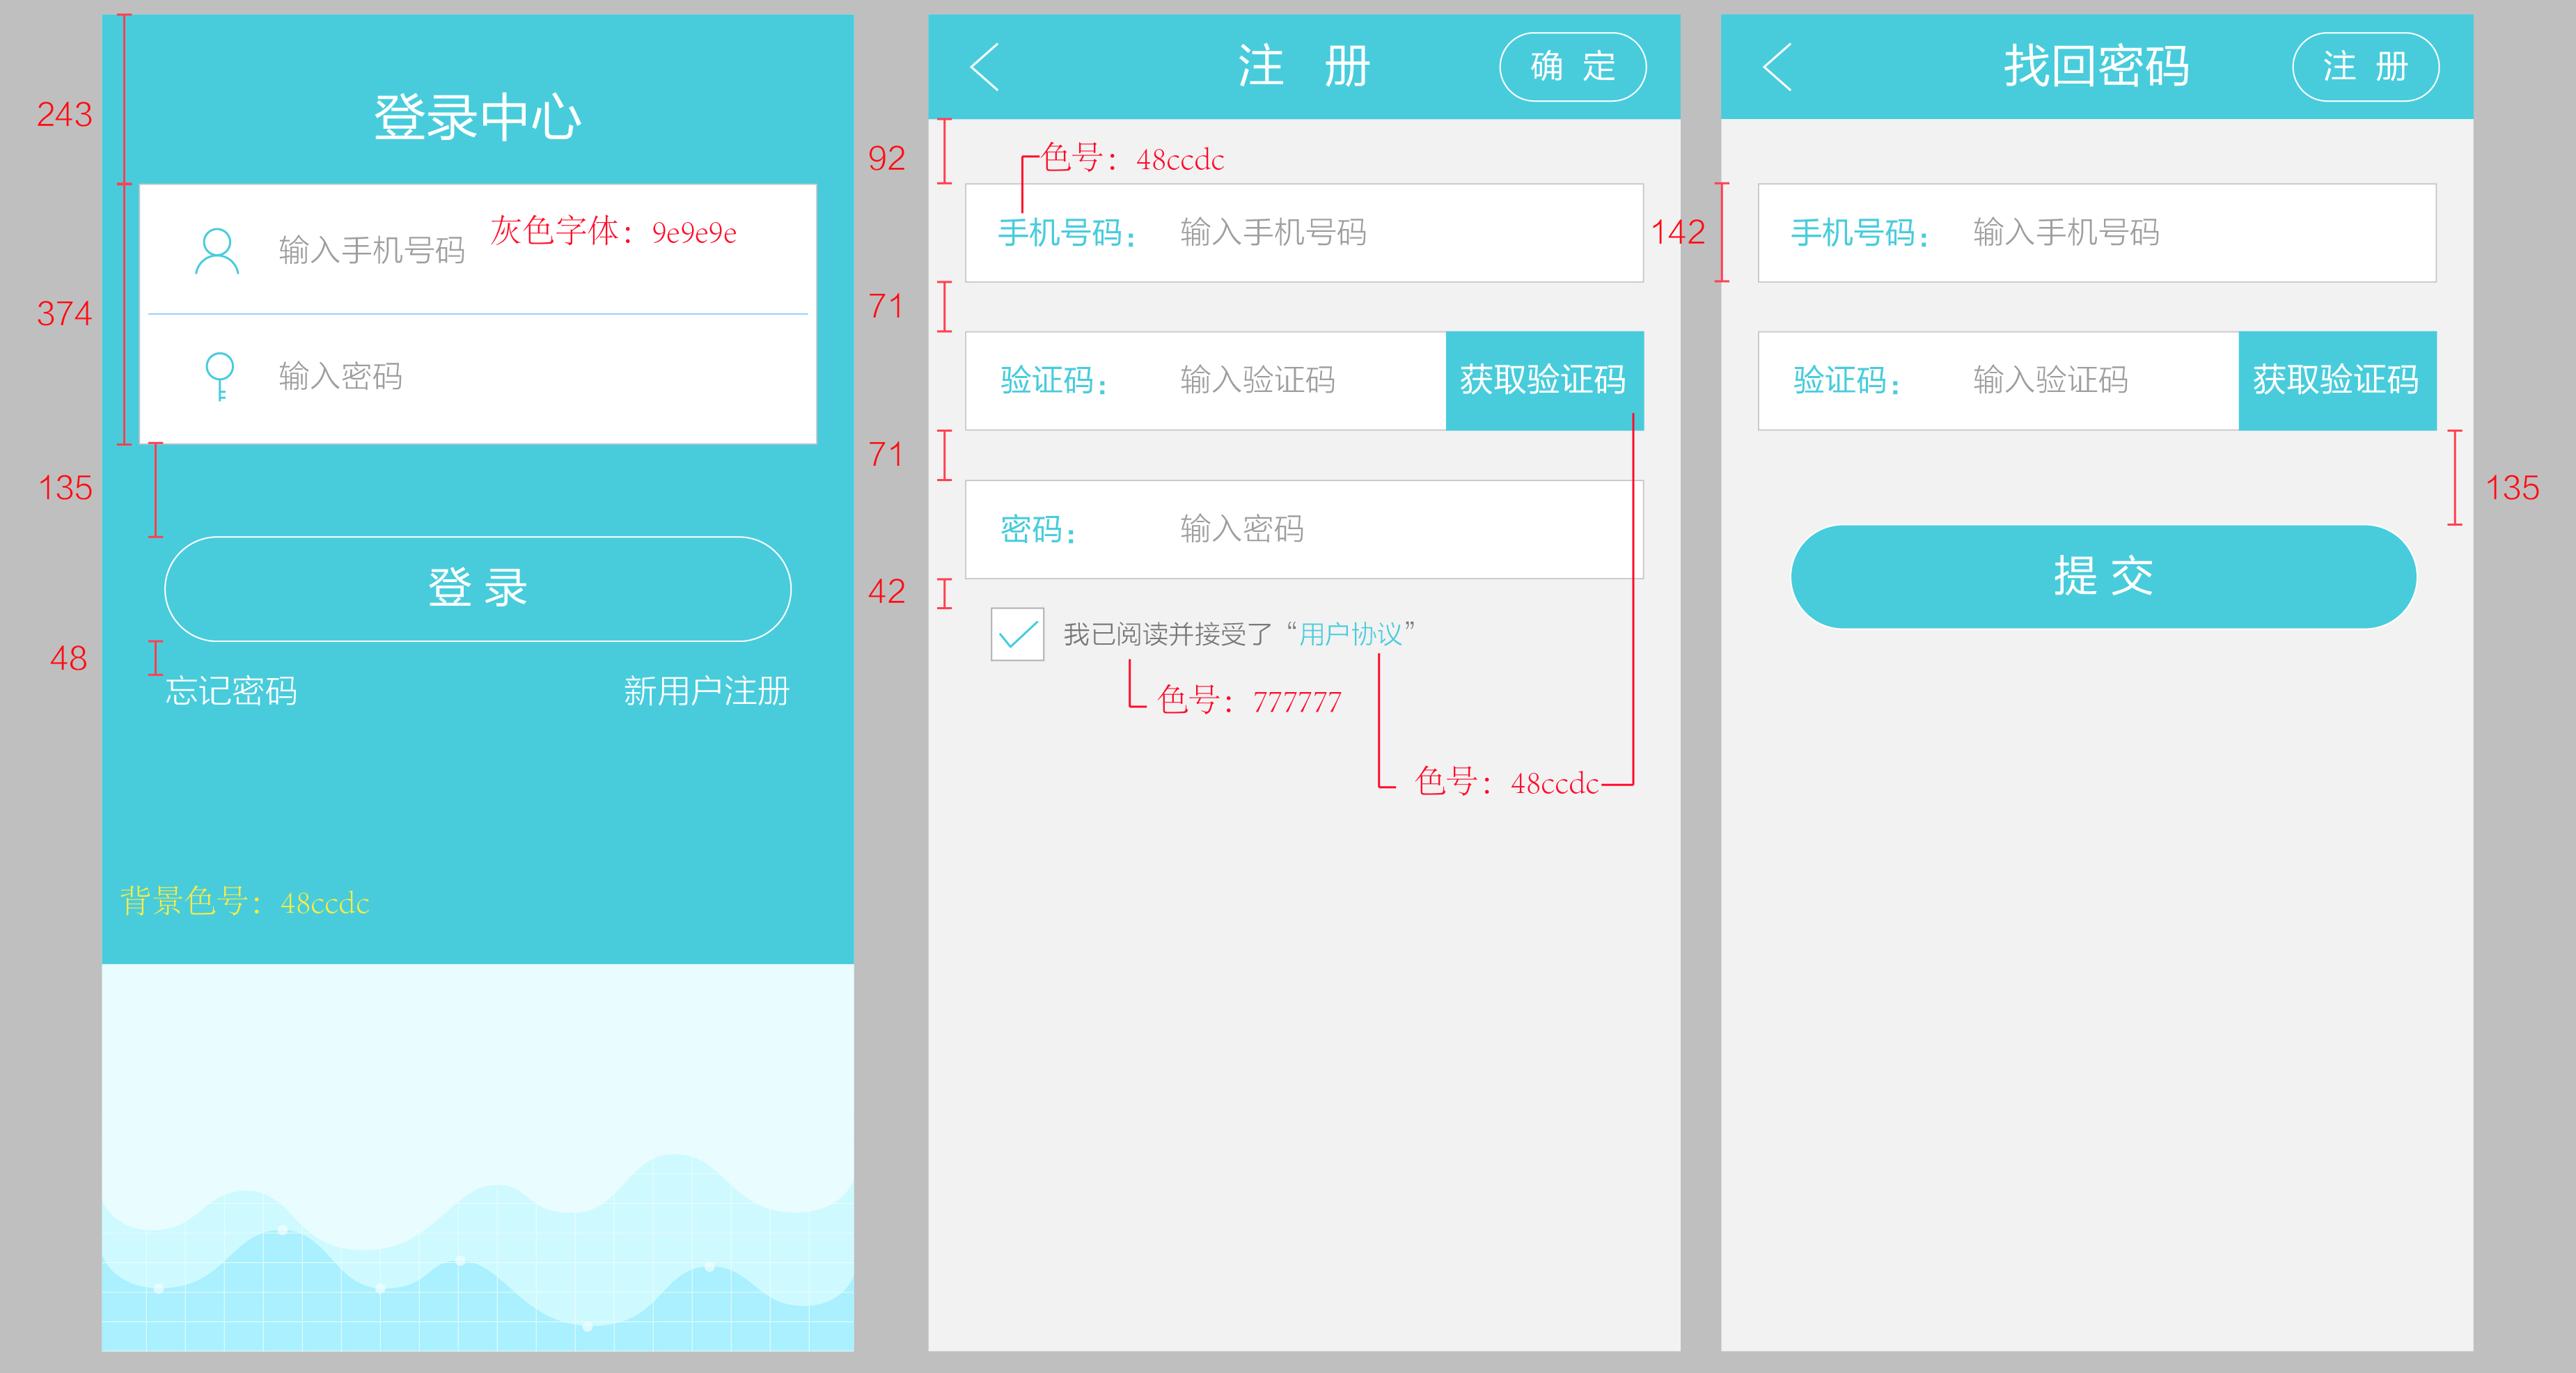 登录中心
243
输入手机号码
灰色字体：9e9e9e
374
输入密码
135
登 录
48
忘记密码
新用户注册
背景色号：48ccdc
注 册
确 定
92
色号：48ccdc
手机号码：
输入手机号码
71
验证码：
输入验证码
获取验证码
71
密码：
输入密码
42
我已阅读并接受了“用户协议”
色号：777777
色号：48ccdc
找回密码
注 册
142
手机号码：
输入手机号码
验证码：
输入验证码
获取验证码
135
提 交